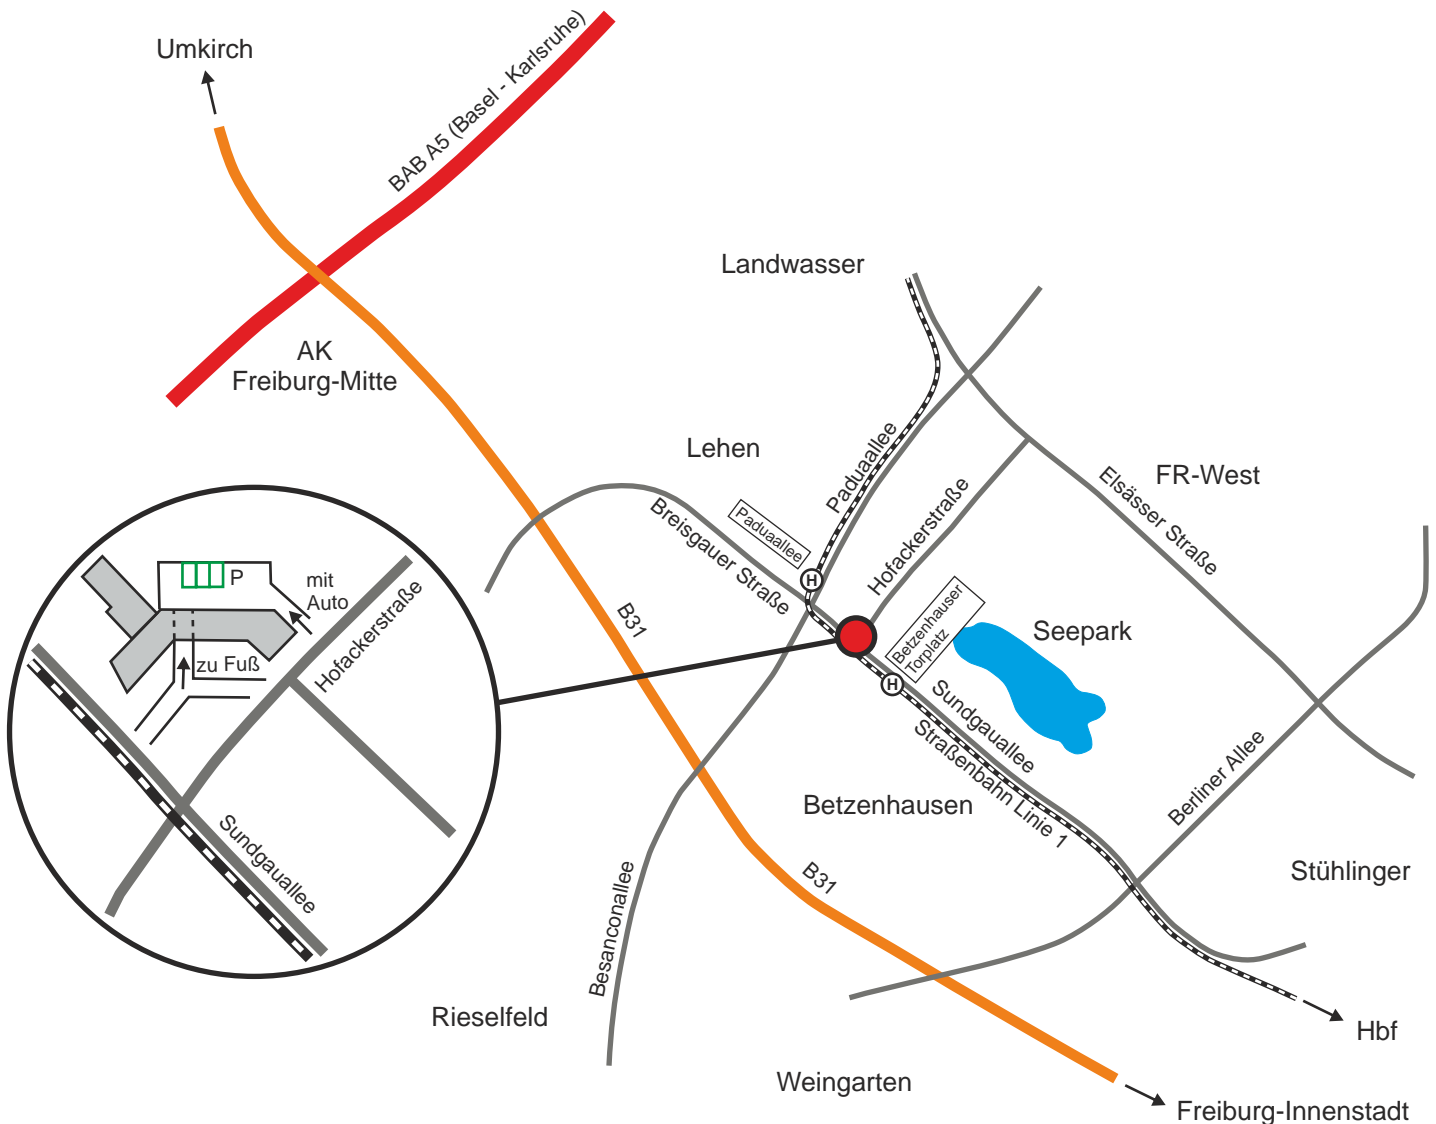 Umkirch
BAB A5 (Basel - Karlsruhe)
AK
Freiburg-Mitte
Landwasser
Lehen
Paduaallee
Paduaallee
Breisgauer Straße
H
Hofackerstraße
Elsässer Straße
FR-West
Betzenhauser
Torplatz
H
Seepark
Sundgauallee
Straßenbahn Linie 1
Betzenhausen
Berliner Allee
Stühlinger
B31
B31
Besanconallee
Rieselfeld
Weingarten
Hbf
Freiburg-Innenstadt
P
mit
Auto
zu Fuß
Hofackerstraße
Sundgauallee